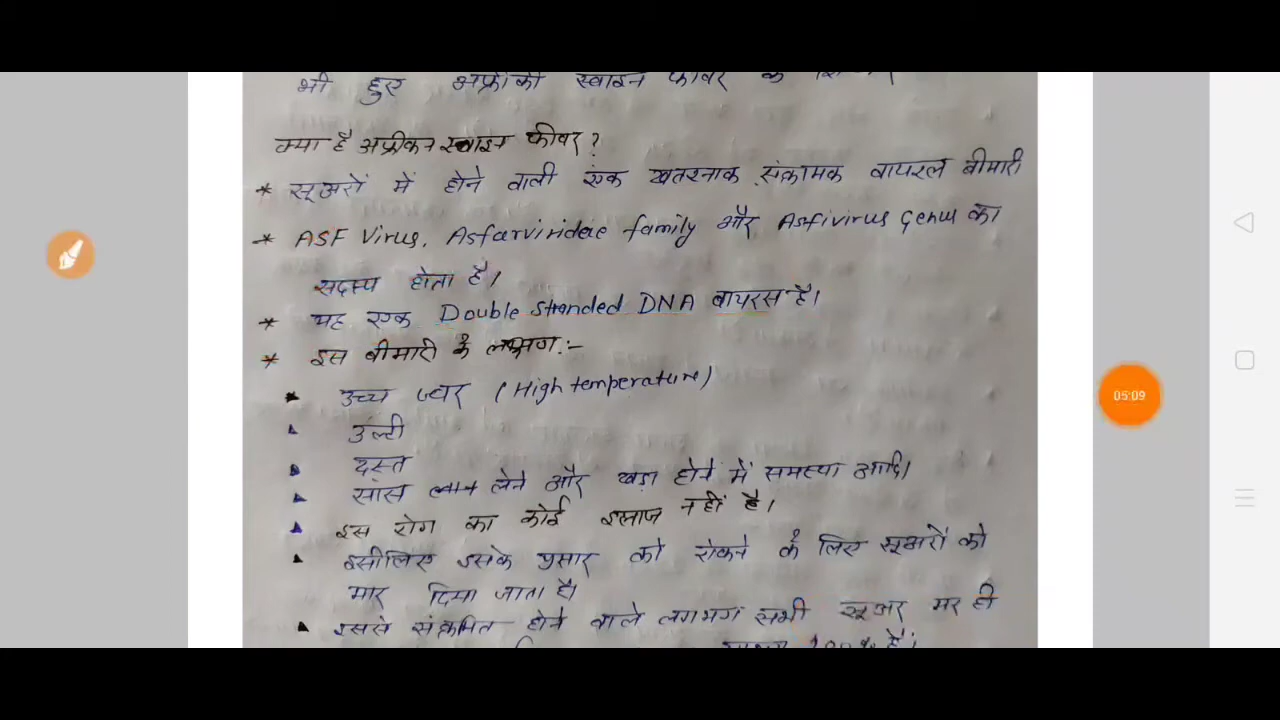 भी हुए अफ्रीकी स्वाइन फीवर के
क्या है अफ्रीकन स्वाइन फीवर?
* सूअरों में होने वाली एक खतरनाक संक्रामक वायरल बीमारी
* ASF Virus, Asfarviridae family और Asfivirus Genus का
सदस्य होता है।
* यह एक Double Stranded DNA वायरस है।
* इस बीमारी के लक्षण:-
उच्च ज्वर (High temperature)
उल्टी
दस्त
सांस लेने और खड़ा होने में समस्या आदि।
इस रोग का कोई इलाज नहीं है।
इसीलिए इसके प्रसार को रोकने के लिए सूअरों को
मार दिया जाता है।
इससे संक्रमित होने वाले लगभग सभी सूअर मर ही
100% है।
05:09